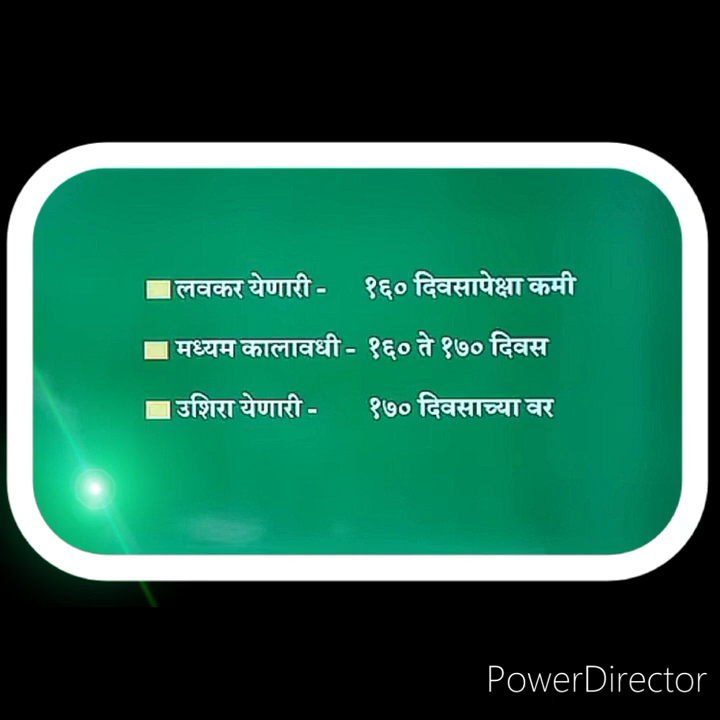 लवकर येणारी - १६० दिवसापेक्षा कमी
मध्यम कालावधी - १६० ते १७० दिवस
उशिरा येणारी - १७० दिवसाच्या वर
PowerDirector